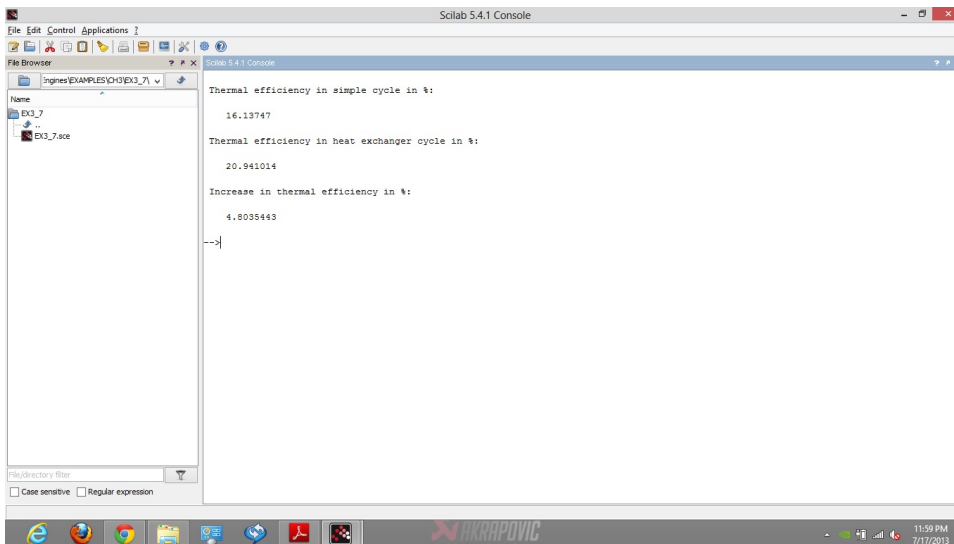 Scilab 5.4.1 Console
File Edit Control Applications ?
File Browser
Scilab 5.4.1 Console
Engines\EXAMPLES\CH3\EX3_7\
Name
EX3_7
..
EX3_7.sce
Thermal efficiency in simple cycle in %:
16.13747
Thermal efficiency in heat exchanger cycle in %:
20.941014
Increase in thermal efficiency in %:
4.8035443
-->
File/directory filter
Case sensitive
Regular expression
AKRAPOVIC
11:59 PM
7/17/2013